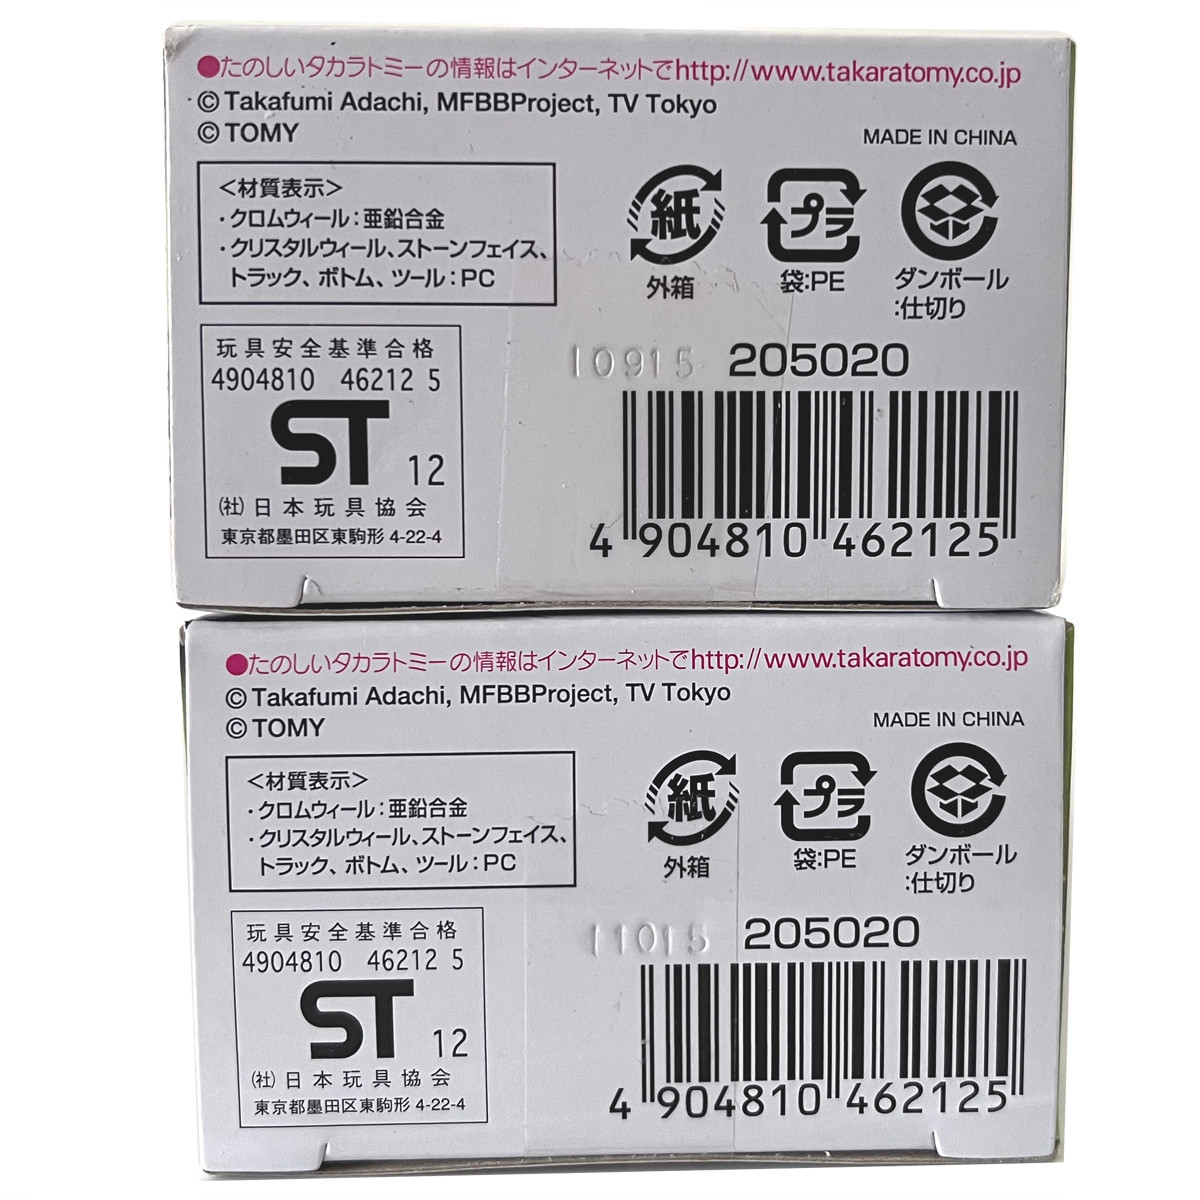 ●たのしいタカラトミーの情報はインターネットでhttp://www.takaratomy.co.jp
© Takafumi Adachi, MFBBProject, TV Tokyo
© TOMY
MADE IN CHINA
<材質表示>
・クロムウィール：亜鉛合金
・クリスタルウィール、ストーンフェイス、
トラック、ボトム、ツール：PC
紙
外箱
プラ
袋:PE
ダンボール
:仕切り
玩具安全基準合格
4904810 46212 5
ST 12
(社)日本玩具協会
東京都墨田区東駒形 4-22-4
10915 205020
4 904810 462125
●たのしいタカラトミーの情報はインターネットでhttp://www.takaratomy.co.jp
© Takafumi Adachi, MFBBProject, TV Tokyo
© TOMY
MADE IN CHINA
<材質表示>
・クロムウィール：亜鉛合金
・クリスタルウィール、ストーンフェイス、
トラック、ボトム、ツール：PC
紙
外箱
プラ
袋:PE
ダンボール
:仕切り
玩具安全基準合格
4904810 46212 5
ST 12
(社)日本玩具協会
東京都墨田区東駒形 4-22-4
11015 205020
4 904810 462125